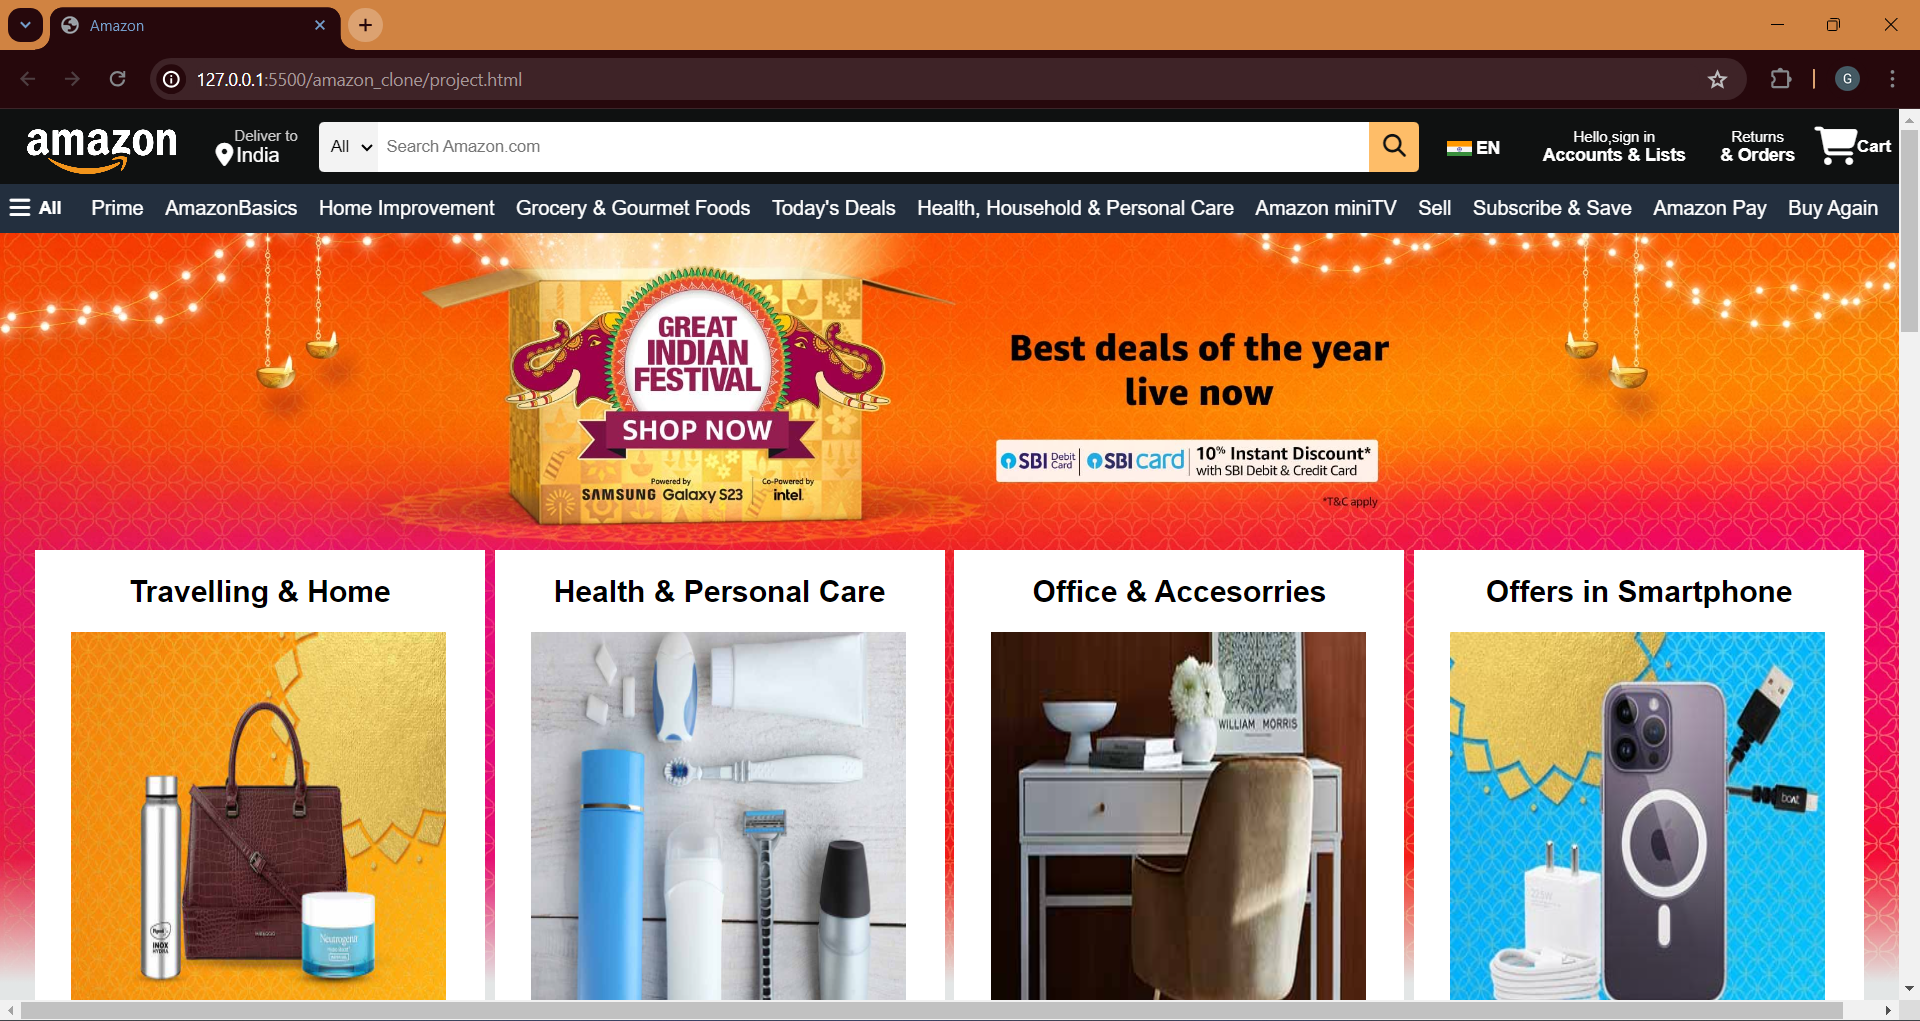 Amazon
127.0.0.1:5500/amazon_clone/project.html
G
amazon
Deliver to
India
All
Search Amazon.com
EN
Hello,sign in
Accounts & Lists
Returns
& Orders
Cart
All Prime AmazonBasics Home Improvement Grocery & Gourmet Foods Today's Deals Health, Household & Personal Care Amazon miniTV Sell Subscribe & Save Amazon Pay Buy Again
GREAT
INDIAN
FESTIVAL
SHOP NOW
Powered by
SAMSUNG Galaxy S23
Co-Powered by
intel.
Best deals of the year
live now
SBI Debit Card
SBI card
10% Instant Discount*
with SBI Debit & Credit Card
*T&C apply
Travelling & Home
Health & Personal Care
Office & Accesorries
Offers in Smartphone
INOX
HYDRA
Neutrogena
WILLIAM MORRIS
boAt